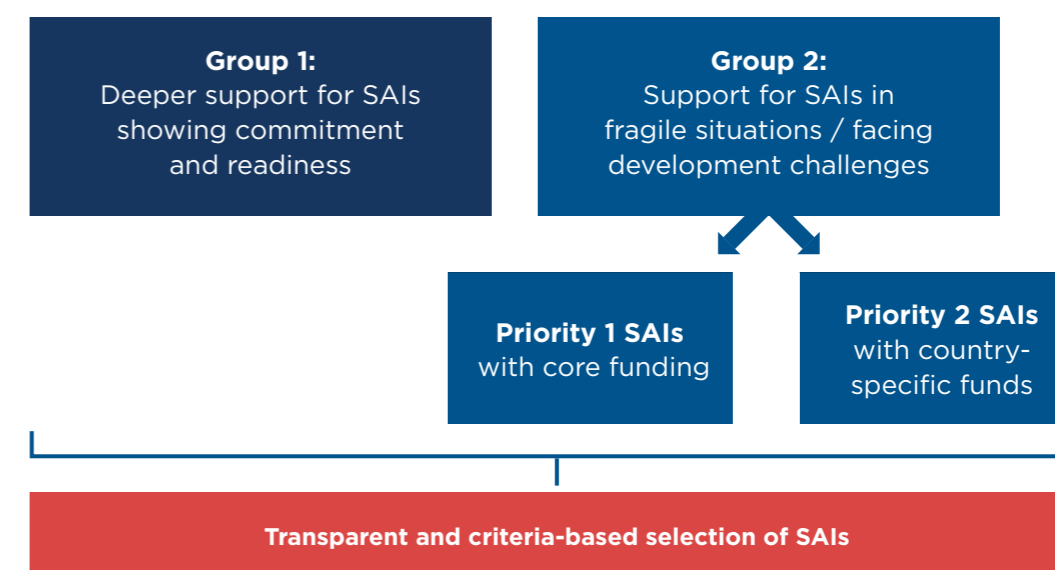 Group 1:
Deeper support for SAIs
showing commitment
and readiness
Group 2:
Support for SAIs in
fragile situations / facing
development challenges
Priority 1 SAIs
with core funding
Priority 2 SAIs
with country-
specific funds
Transparent and criteria-based selection of SAIs